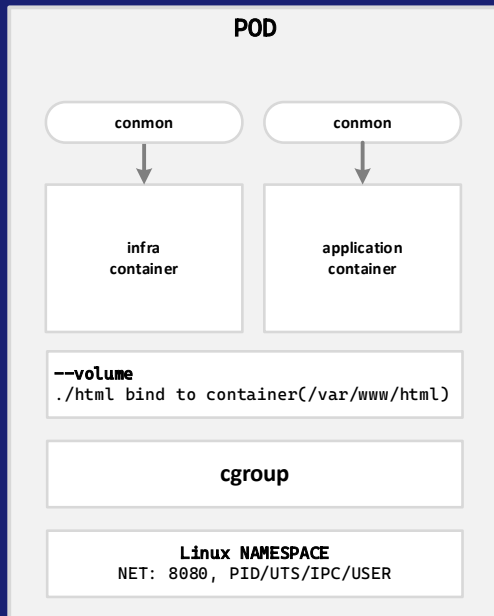 POD
conmon
conmon
infra
container
application
container
--volume
./html bind to container(/var/www/html)
cgroup
Linux NAMESPACE
NET: 8080, PID/UTS/IPC/USER